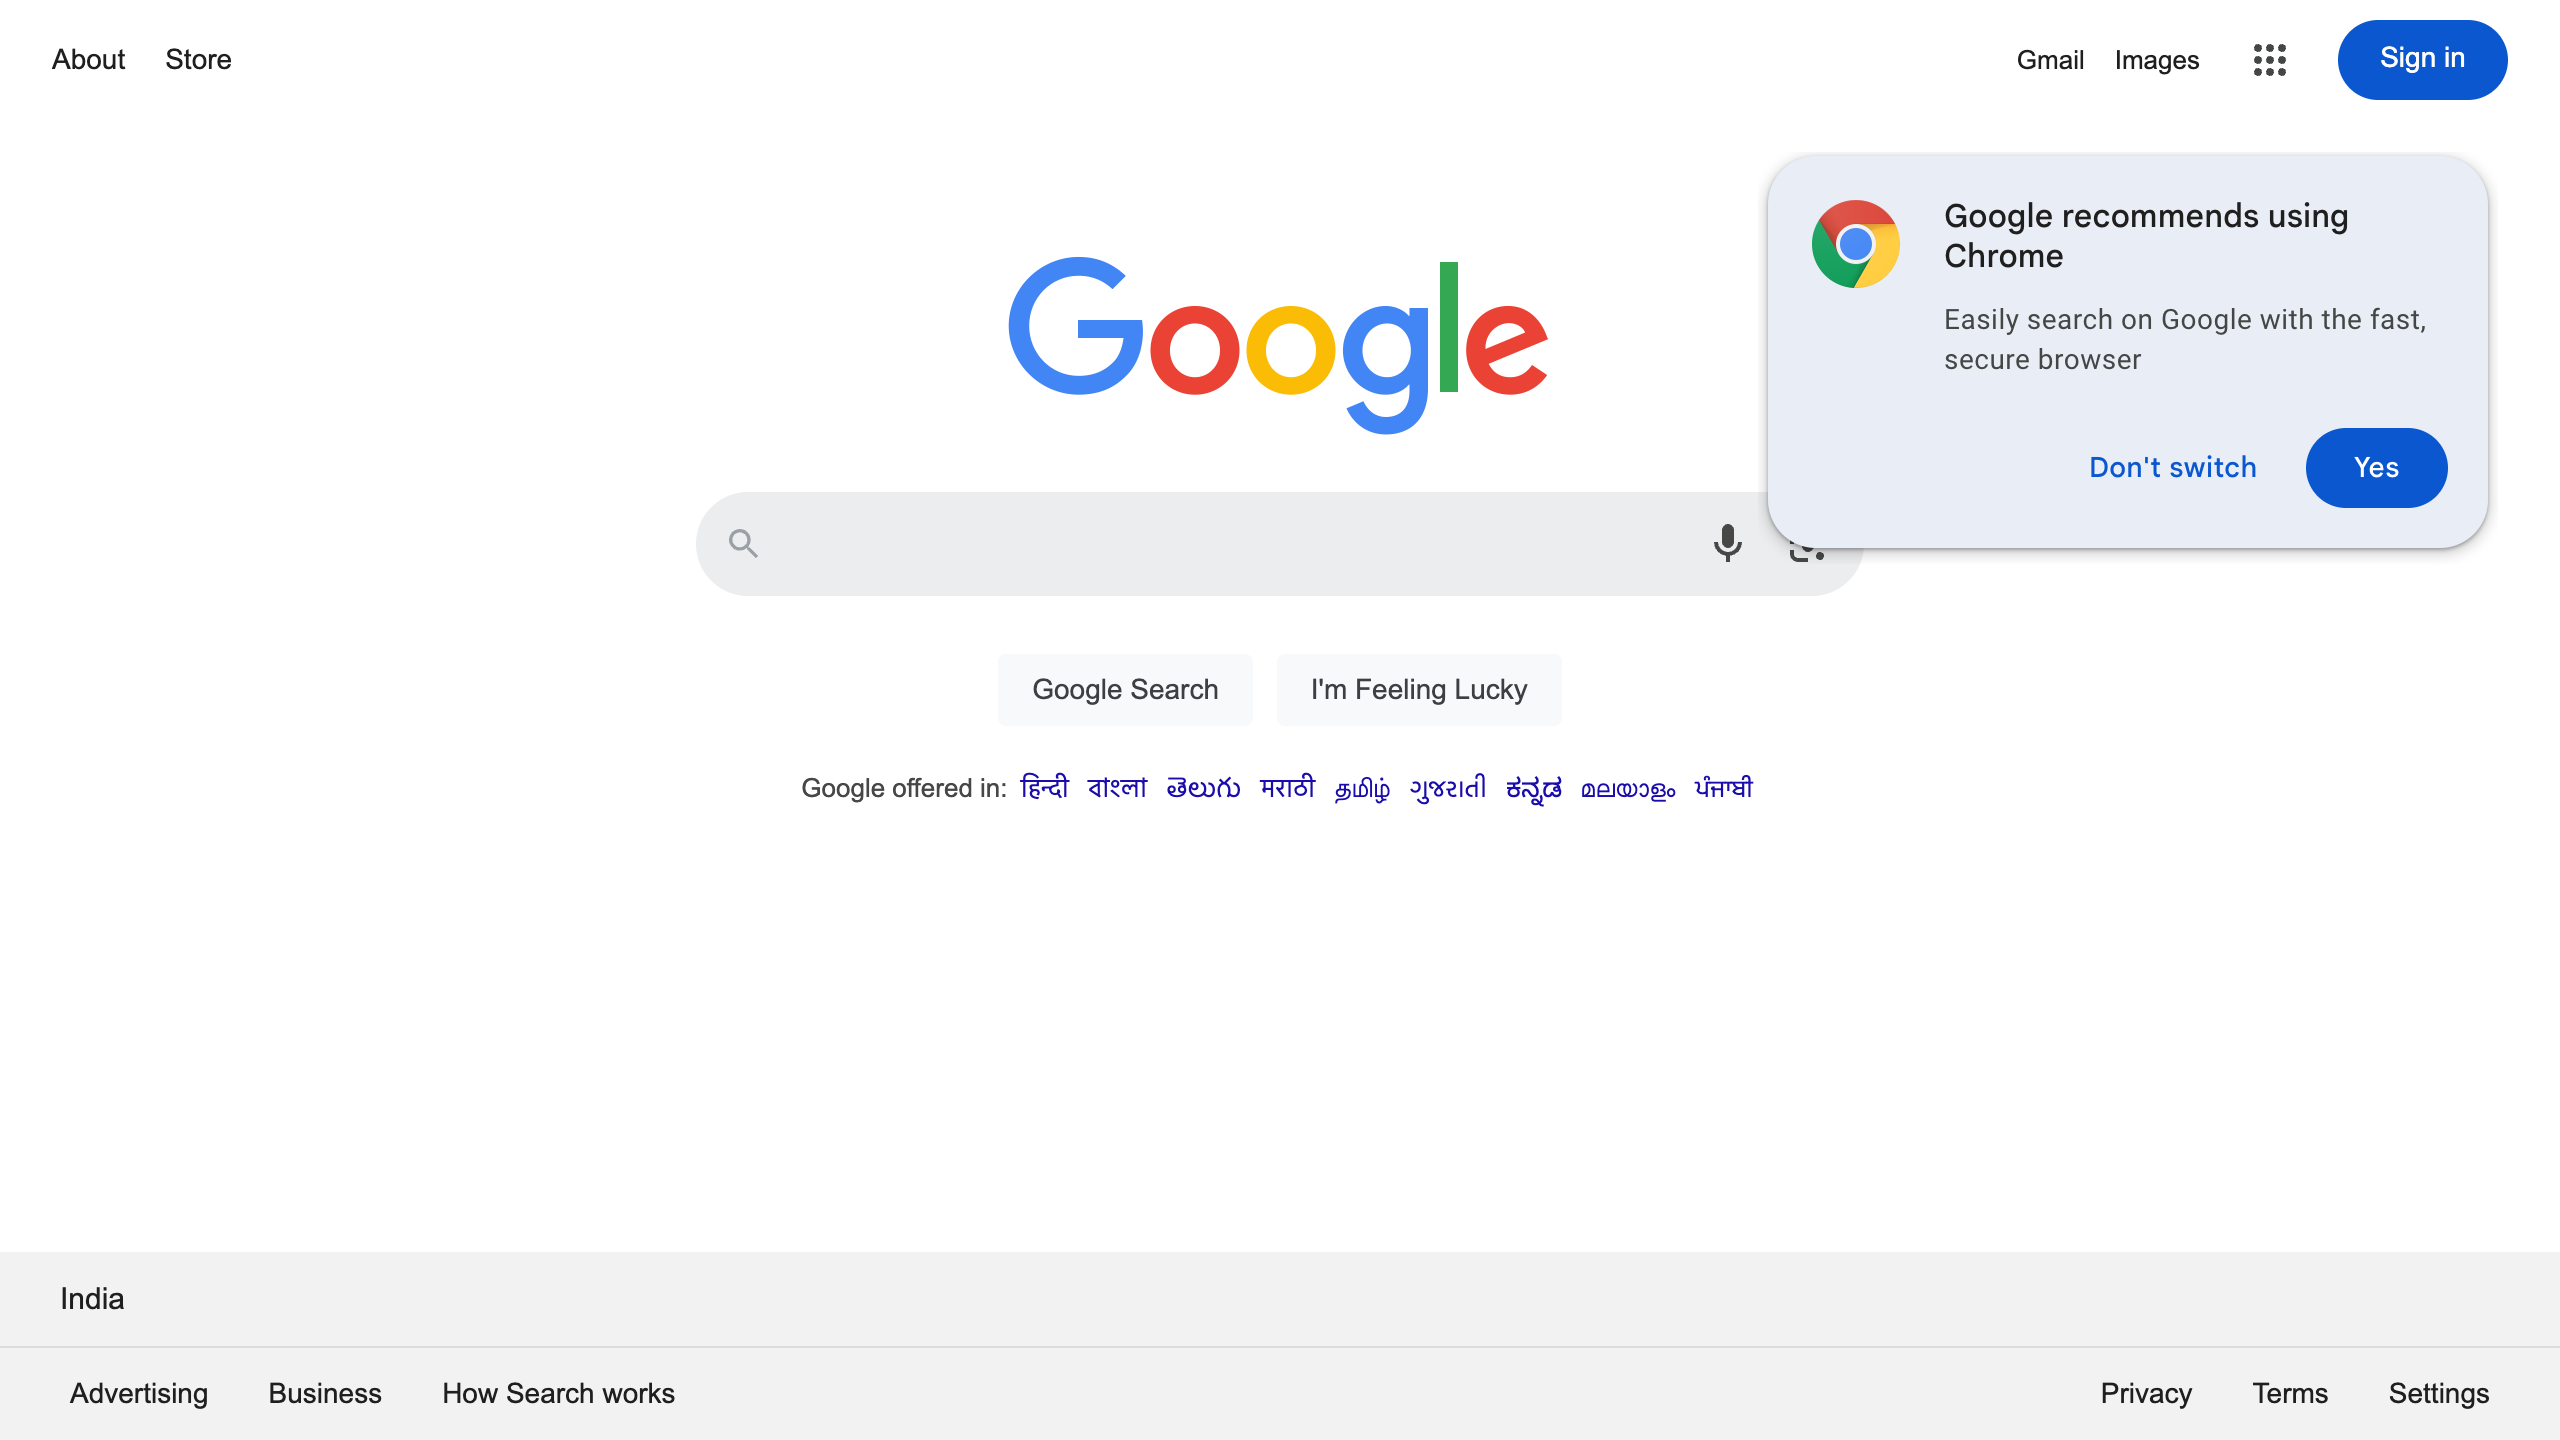 About Store Gmail Images Sign in
Google recommends using
Chrome
Easily search on Google with the fast,
secure browser
Don't switch Yes
Google
Google Search I'm Feeling Lucky
Google offered in: हिन्दी বাংলা తెలుగు मराठी தமிழ் ગુજરાતી ಕನ್ನಡ മലയാളം ਪੰਜਾਬੀ
India
Advertising Business How Search works Privacy Terms Settings